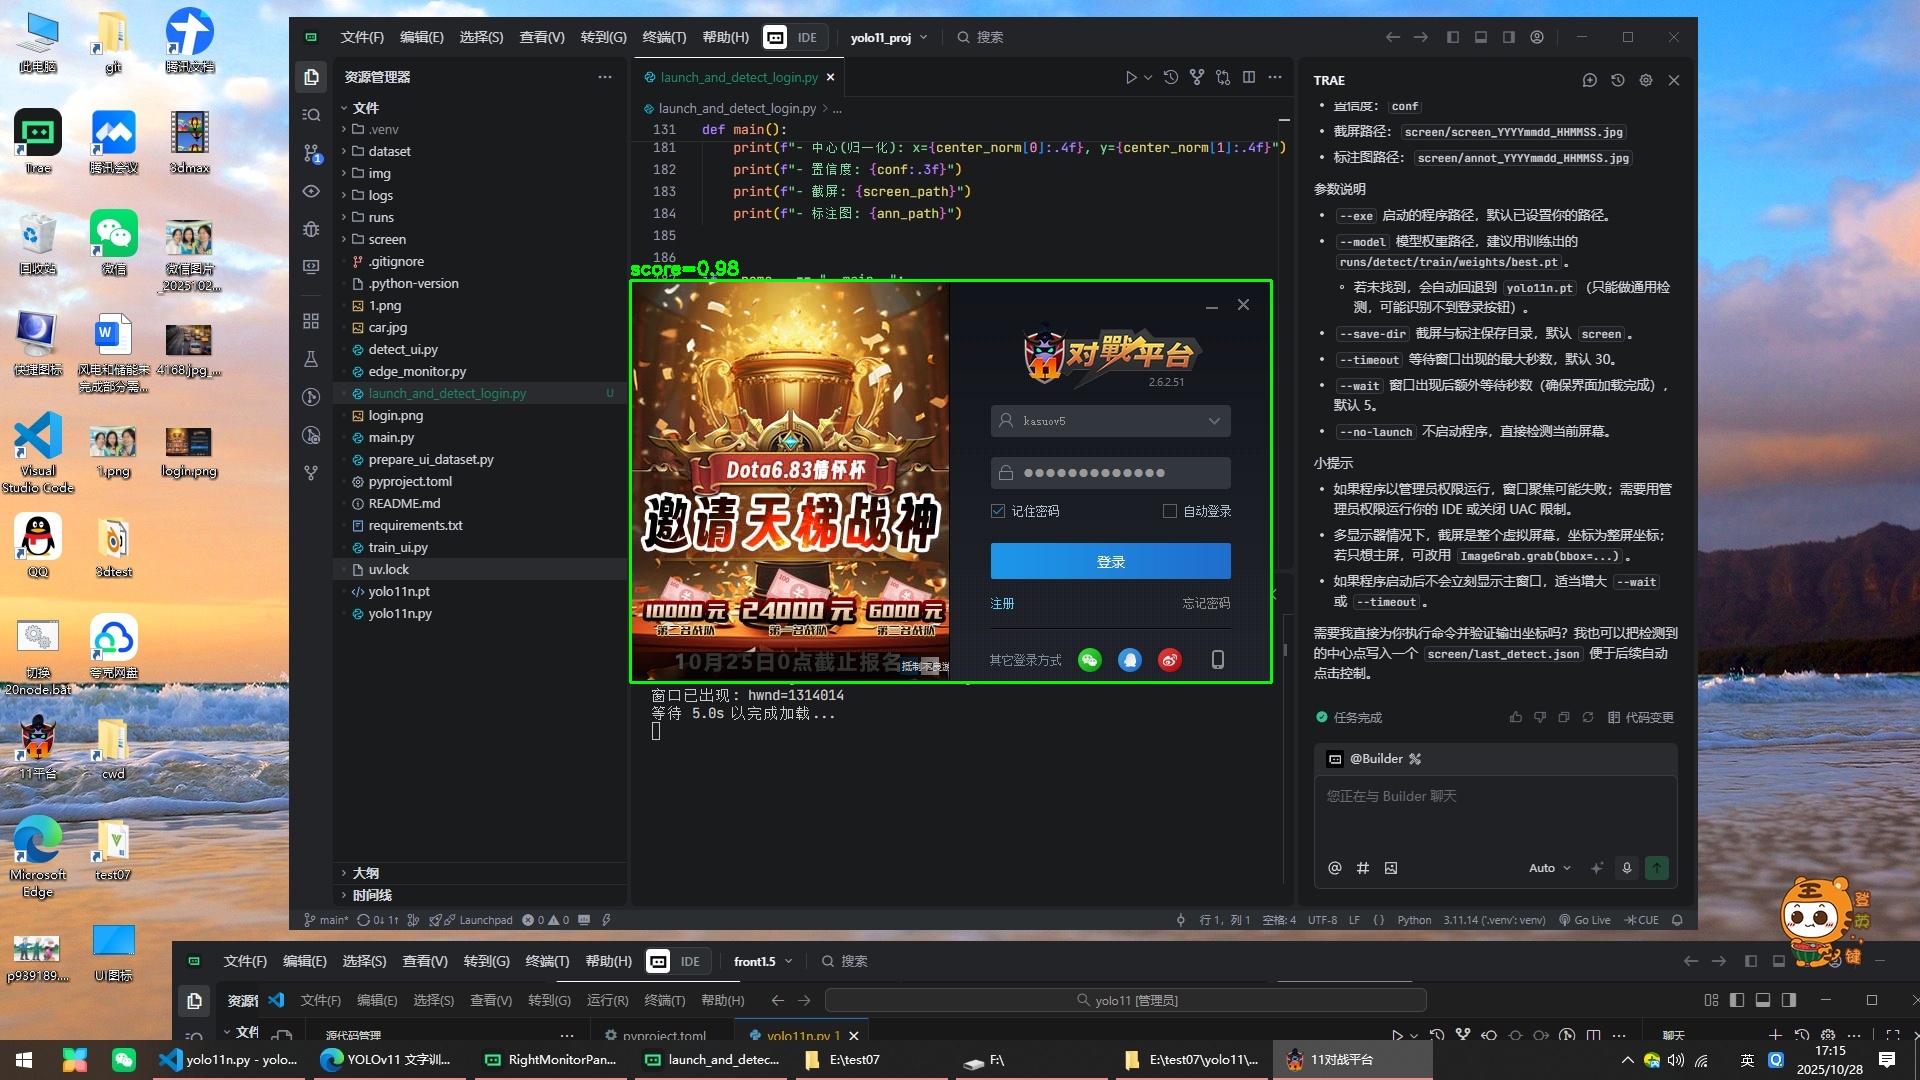 此电脑
git
腾讯文档
Trae
腾讯会议
3dmax
回收站
微信
微信图片_2025102...
快捷图标
风电和储能来完成部分需...
4168.jpg_...
Visual Studio Code
1.png
login.png
QQ
3dtest
切换20node.bat
夸克网盘
11平台
cwd
Microsoft Edge
test07
p939189....
UI图标
文件(F) 编辑(E) 选择(S) 查看(V) 转到(G) 终端(T) 帮助(H) IDE yolo11_proj 搜索
资源管理器
文件
.venv
dataset
img
logs
runs
screen
.gitignore
.python-version
1.png
car.jpg
detect_ui.py
edge_monitor.py
launch_and_detect_login.py U
login.png
main.py
prepare_ui_dataset.py
pyproject.toml
README.md
requirements.txt
train_ui.py
uv.lock
yolo11n.pt
yolo11n.py
大纲
时间线
launch_and_detect_login.py
launch_and_detect_login.py > ...
131 def main():
181 print(f"- 中心(归一化): x={center_norm[0]:.4f}, y={center_norm[1]:.4f}")
182 print(f"- 置信度: {conf:.3f}")
183 print(f"- 截屏: {screen_path}")
184 print(f"- 标注图: {ann_path}")
185
186
score=0.98
Dota6.83情怀杯
邀请天梯战神
10000元 24000元 6000元
第二名战队 第一名战队 第三名战队
10月25日0点截止报名
11对戰平台
2.6.2.51
kasuov5
记住密码 自动登录
登录
注册 忘记密码
其它登录方式
窗口已出现: hwnd=1314014
等待 5.0s 以完成加载...
TRAE
置信度: conf
截屏路径: screen/screen_YYYYmmdd_HHMMSS.jpg
标注图路径: screen/annot_YYYYmmdd_HHMMSS.jpg
参数说明
--exe 启动的程序路径，默认已设置你的路径。
--model 模型权重路径，建议用训练出的
runs/detect/train/weights/best.pt 。
若未找到，会自动回退到 yolo11n.pt （只能做通用检
测，可能识别不到登录按钮）。
--save-dir 截屏与标注保存目录，默认 screen 。
--timeout 等待窗口出现的最大秒数，默认 30。
--wait 窗口出现后额外等待秒数（确保界面加载完成），
默认 5。
--no-launch 不启动程序，直接检测当前屏幕。
小提示
如果程序以管理员权限运行，窗口聚焦可能失败；需要用管
理员权限运行你的 IDE 或关闭 UAC 限制。
多显示器情况下，截屏是整个虚拟屏幕，坐标为整屏坐标；
若只想主屏，可改用 ImageGrab.grab(bbox=...) 。
如果程序启动后不会立刻显示主窗口，适当增大 --wait
或 --timeout 。
需要我直接为你执行命令并验证输出坐标吗？我也可以把检测到
的中心点写入一个 screen/last_detect.json 便于后续自动
点击控制。
任务完成 代码变更
@Builder
您正在与 Builder 聊天
Auto
main* 0↓ 1↑ Launchpad 0 0 行 1，列 1 空格: 4 UTF-8 LF {} Python 3.11.14 ('.venv': venv) Go Live CUE
王
登
英
键
文件(F) 编辑(E) 选择(S) 查看(V) 转到(G) 终端(T) 帮助(H) IDE front1.5 搜索
文件(F) 编辑(E) 选择(S) 查看(V) 转到(G) 运行(R) 终端(T) 帮助(H) yolo11 [管理员]
文件 源代码管理 ... pyproject.toml yolo11n.py 1 聊天
yolo11n.py - yolo... YOLOv11 文字训... RightMonitorPan... launch_and_detec... E:\test07 F:\ E:\test07\yolo11\... 11对战平台
英
17:15
2025/10/28